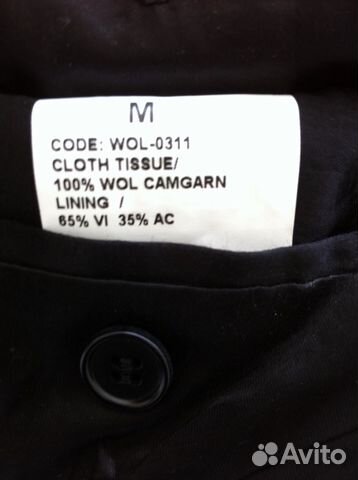 M
CODE: WOL-0311
CLOTH TISSUE/
100% WOL CAMGARN
LINING /
65% VI 35% AC
Avito